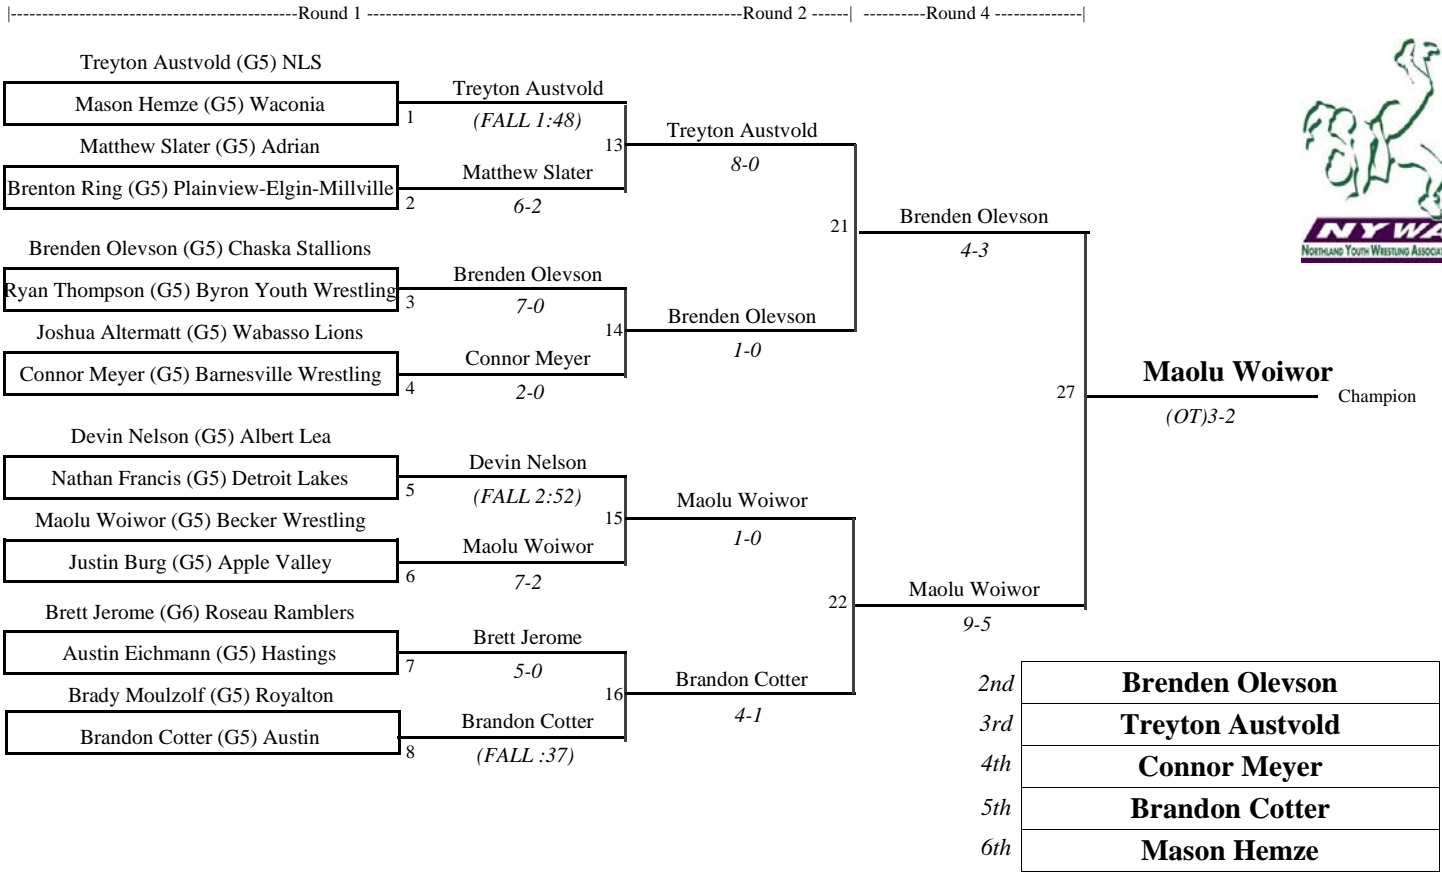 |----------------------------------------------Round 1 ------------------------------------------------------------Round 2 ------| ----------Round 4 --------------|
Treyton Austvold (G5) NLS
Mason Hemze (G5) Waconia
1
Matthew Slater (G5) Adrian
Brenton Ring (G5) Plainview-Elgin-Millville
2
Brenden Olevson (G5) Chaska Stallions
Ryan Thompson (G5) Byron Youth Wrestling
3
Joshua Altermatt (G5) Wabasso Lions
Connor Meyer (G5) Barnesville Wrestling
4
Devin Nelson (G5) Albert Lea
Nathan Francis (G5) Detroit Lakes
5
Maolu Woiwor (G5) Becker Wrestling
Justin Burg (G5) Apple Valley
6
Brett Jerome (G6) Roseau Ramblers
Austin Eichmann (G5) Hastings
7
Brady Moulzolf (G5) Royalton
Brandon Cotter (G5) Austin
8
Treyton Austvold
(FALL 1:48)
13
Matthew Slater
6-2
Brenden Olevson
7-0
14
Connor Meyer
2-0
Devin Nelson
(FALL 2:52)
15
Maolu Woiwor
7-2
Brett Jerome
5-0
16
Brandon Cotter
(FALL :37)
Treyton Austvold
8-0
21
Brenden Olevson
1-0
Maolu Woiwor
1-0
22
Brandon Cotter
4-1
Brenden Olevson
4-3
27
Maolu Woiwor
9-5
Maolu Woiwor
Champion
(OT)3-2
NYWA
Northland Youth Wrestling
2nd Brenden Olevson
3rd Treyton Austvold
4th Connor Meyer
5th Brandon Cotter
6th Mason Hemze